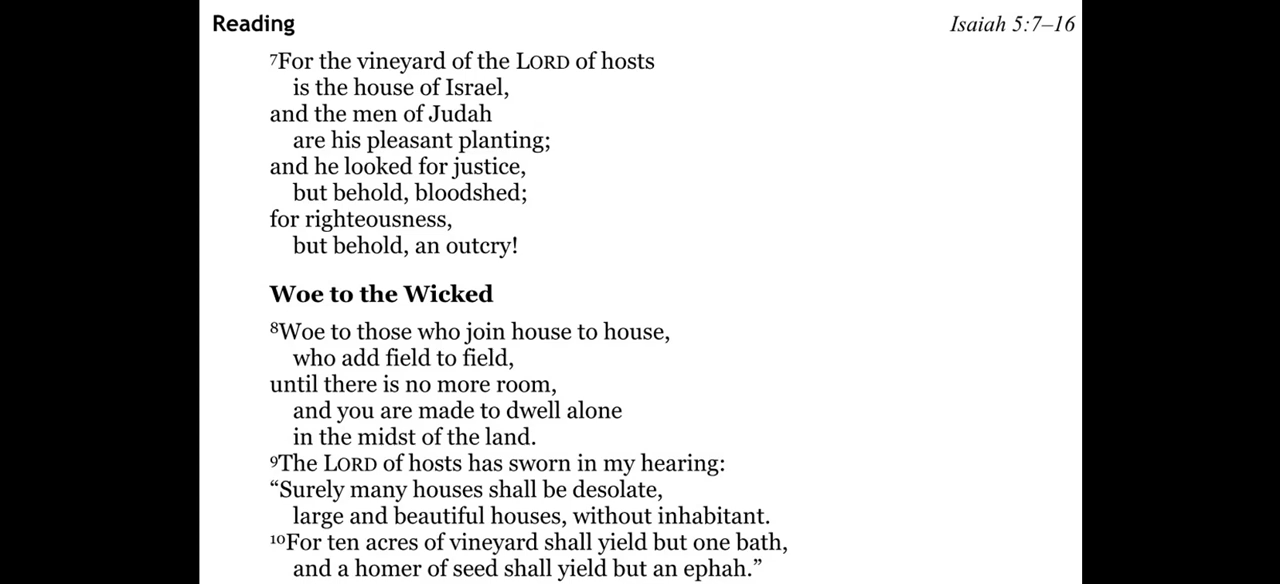 Reading
Isaiah 5:7–16
⁷For the vineyard of the LORD of hosts
is the house of Israel,
and the men of Judah
are his pleasant planting;
and he looked for justice,
but behold, bloodshed;
for righteousness,
but behold, an outcry!
Woe to the Wicked
⁸Woe to those who join house to house,
who add field to field,
until there is no more room,
and you are made to dwell alone
in the midst of the land.
⁹The LORD of hosts has sworn in my hearing:
“Surely many houses shall be desolate,
large and beautiful houses, without inhabitant.
¹⁰For ten acres of vineyard shall yield but one bath,
and a homer of seed shall yield but an ephah.”